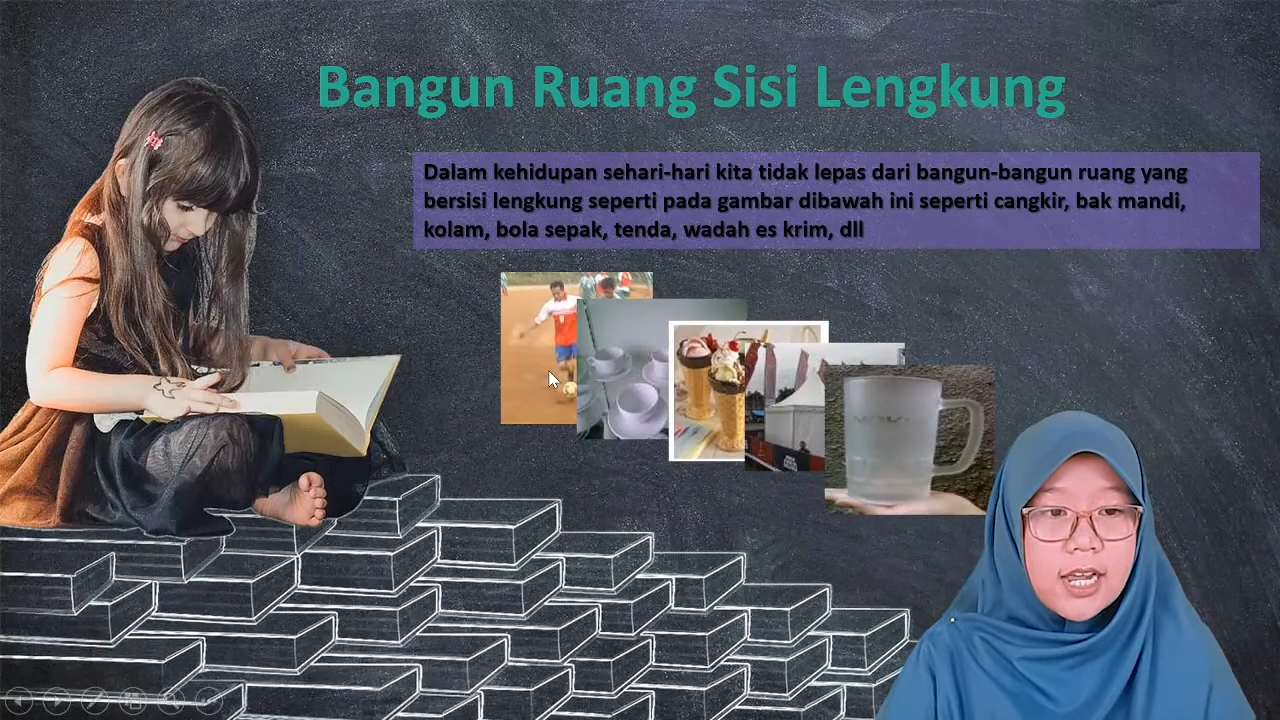 Bangun Ruang Sisi Lengkung
Dalam kehidupan sehari-hari kita tidak lepas dari bangun-bangun ruang yang
bersisi lengkung seperti pada gambar dibawah ini seperti cangkir, bak mandi,
kolam, bola sepak, tenda, wadah es krim, dll